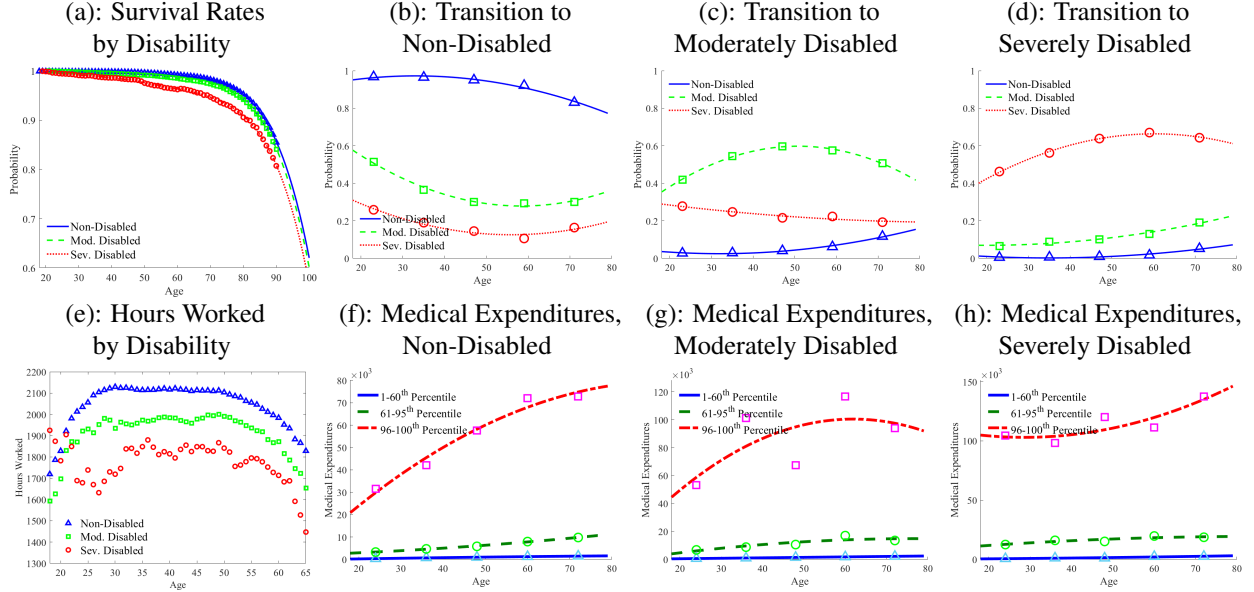 (a): Survival Rates
by Disability
Probability
1
0.9
0.8
0.7
0.6
Non-Disabled
Mod. Disabled
Sev. Disabled
20 30 40 50 60 70 80 90 100
Age
(b): Transition to
Non-Disabled
Probability
1
0.8
0.6
0.4
0.2
0
Non-Disabled
Mod. Disabled
Sev. Disabled
20 30 40 50 60 70 80
Age
(c): Transition to
Moderately Disabled
Probability
1
0.8
0.6
0.4
0.2
0
Non-Disabled
Mod. Disabled
Sev. Disabled
20 30 40 50 60 70 80
Age
(d): Transition to
Severely Disabled
Probability
1
0.8
0.6
0.4
0.2
0
Non-Disabled
Mod. Disabled
Sev. Disabled
20 30 40 50 60 70 80
Age
(e): Hours Worked
by Disability
Hours Worked
2200
2100
2000
1900
1800
1700
1600
1500
1400
1300
Non-Disabled
Mod. Disabled
Sev. Disabled
20 25 30 35 40 45 50 55 60 65
Age
(f): Medical Expenditures,
Non-Disabled
Medical Expenditures
×10³
80
70
60
50
40
30
20
10
0
1-60th Percentile
61-95th Percentile
96-100th Percentile
20 30 40 50 60 70 80
Age
(g): Medical Expenditures,
Moderately Disabled
Medical Expenditures
×10³
120
100
80
60
40
20
0
1-60th Percentile
61-95th Percentile
96-100th Percentile
20 30 40 50 60 70 80
Age
(h): Medical Expenditures,
Severely Disabled
Medical Expenditures
×10³
150
100
50
0
1-60th Percentile
61-95th Percentile
96-100th Percentile
20 30 40 50 60 70 80
Age